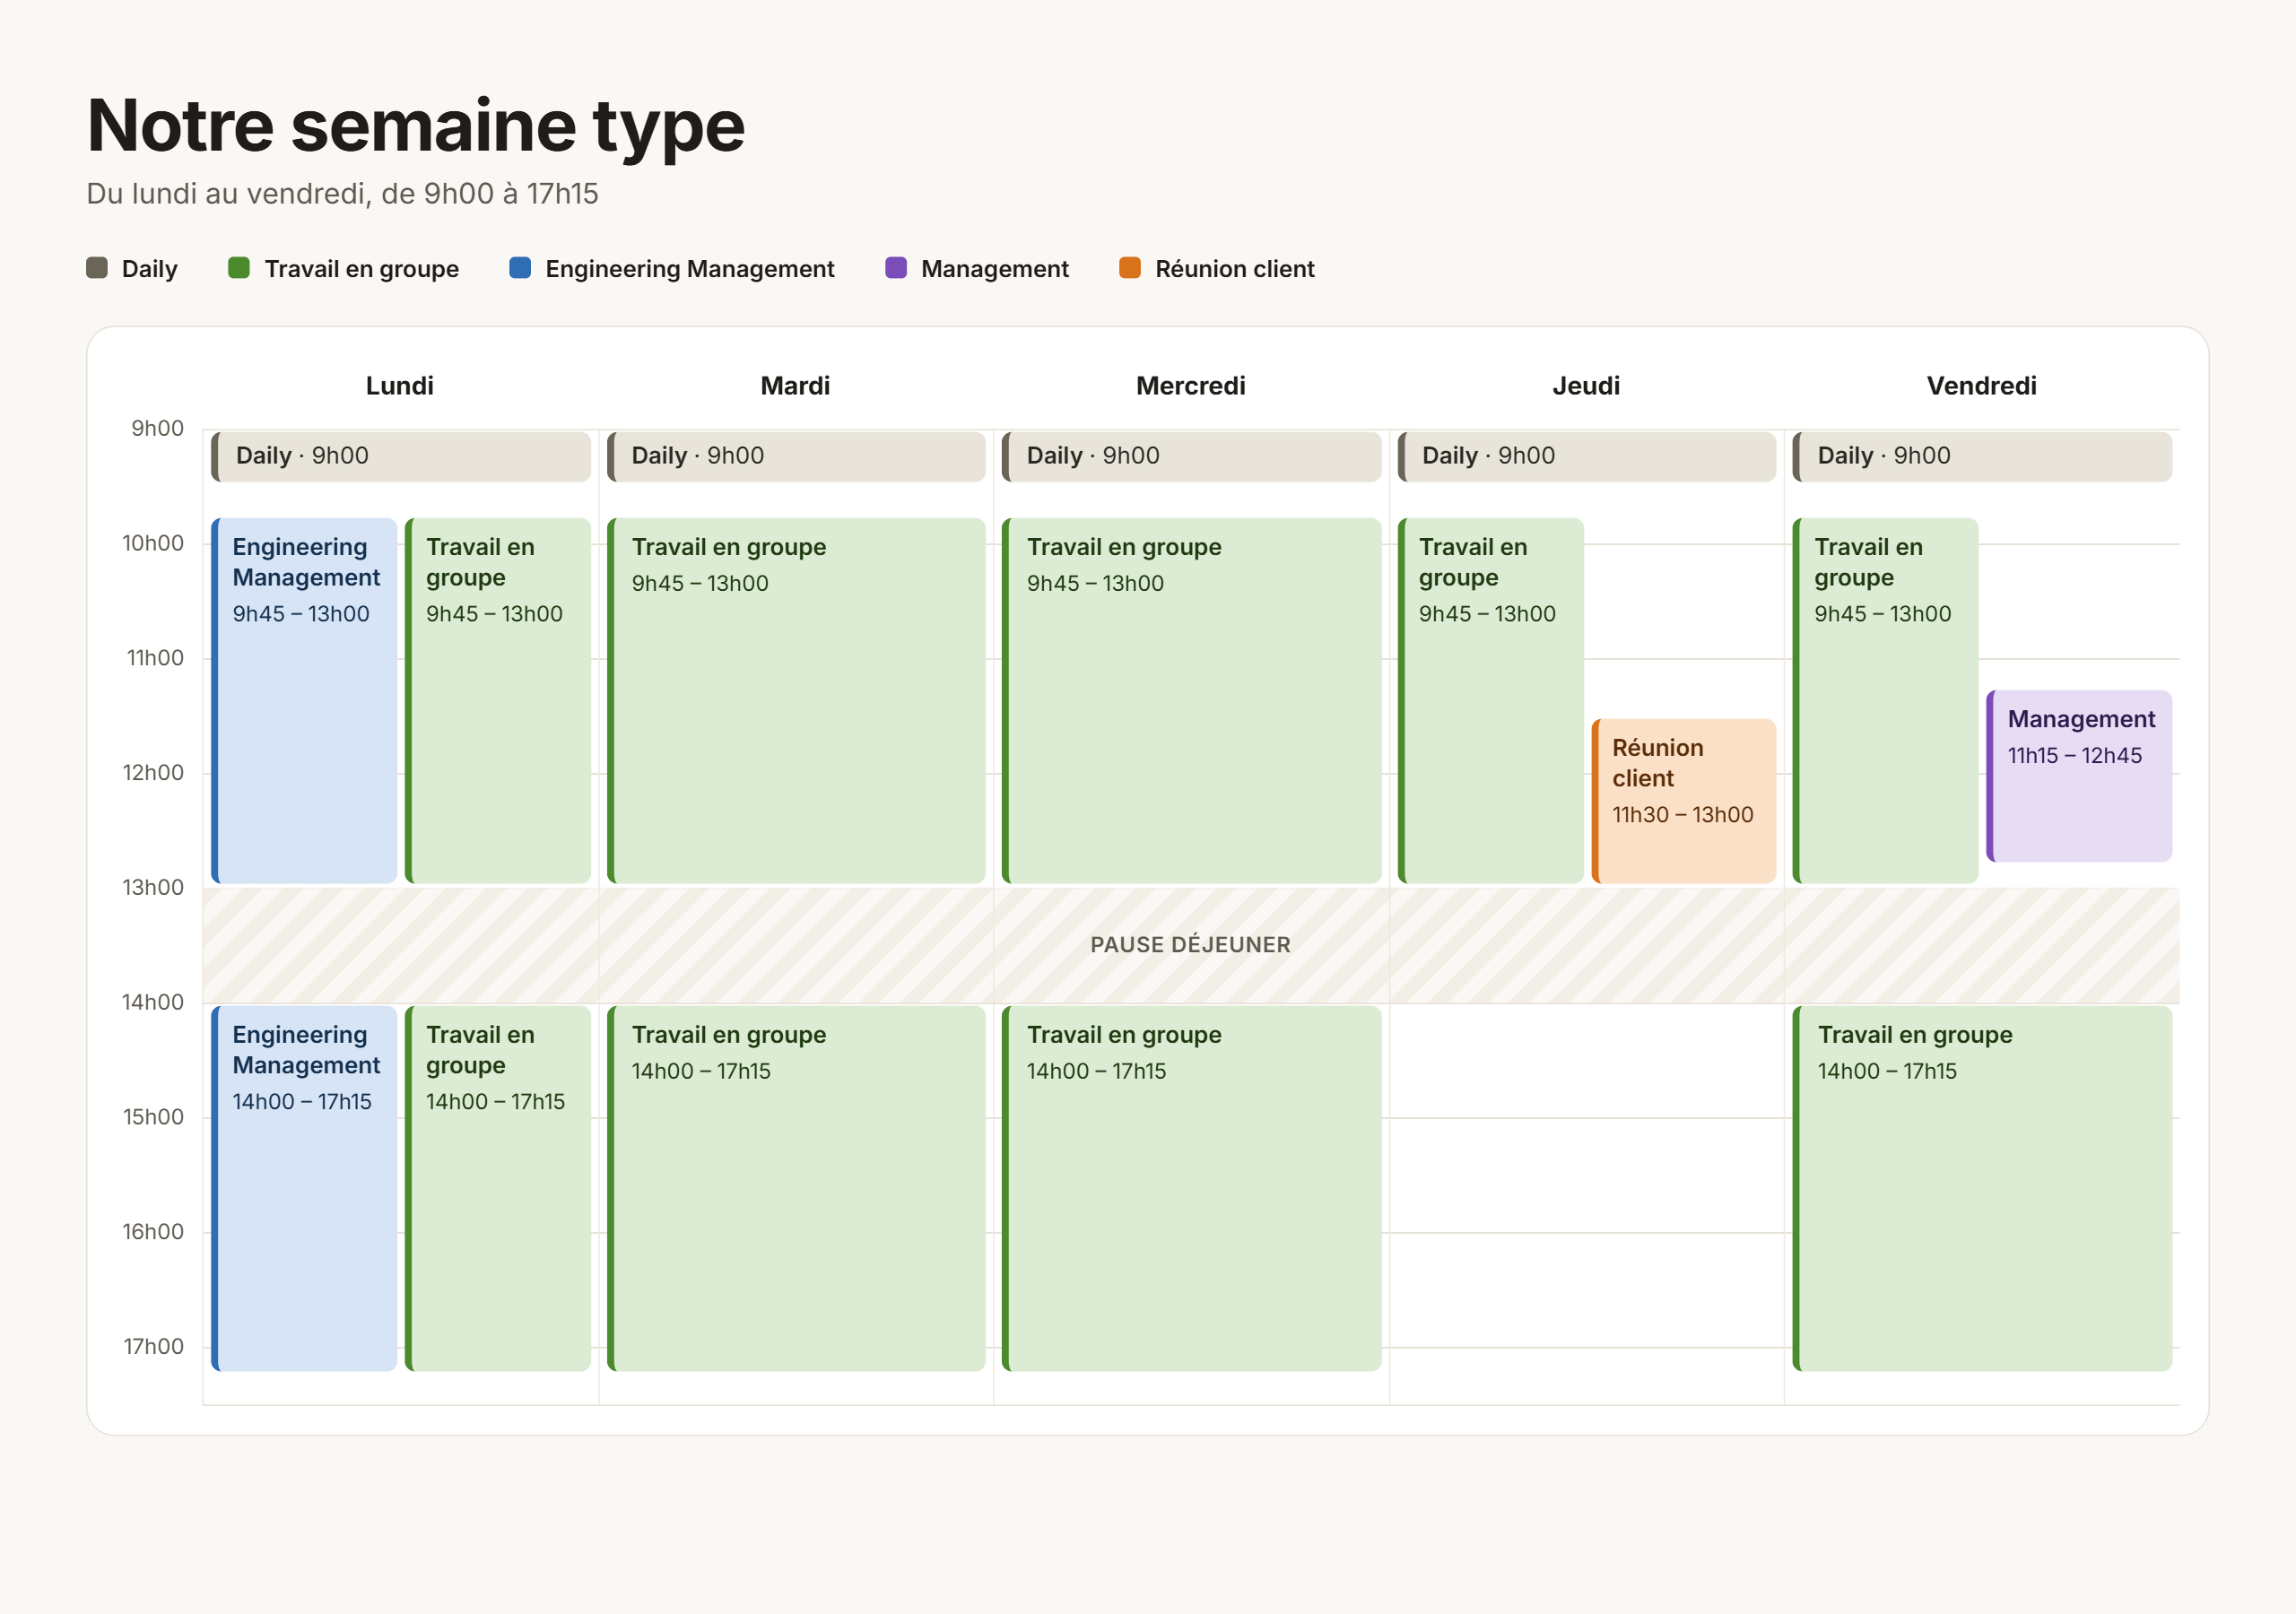 Notre semaine type
Du lundi au vendredi, de 9h00 à 17h15
Daily
Travail en groupe
Engineering Management
Management
Réunion client
Lundi
Mardi
Mercredi
Jeudi
Vendredi
9h00
Daily · 9h00
Daily · 9h00
Daily · 9h00
Daily · 9h00
Daily · 9h00
10h00
Engineering
Management
9h45 – 13h00
Travail en
groupe
9h45 – 13h00
Travail en groupe
9h45 – 13h00
Travail en groupe
9h45 – 13h00
Travail en
groupe
9h45 – 13h00
Travail en
groupe
9h45 – 13h00
11h00
Réunion
client
11h30 – 13h00
Management
11h15 – 12h45
12h00
13h00
PAUSE DÉJEUNER
14h00
Engineering
Management
14h00 – 17h15
Travail en
groupe
14h00 – 17h15
Travail en groupe
14h00 – 17h15
Travail en groupe
14h00 – 17h15
Travail en groupe
14h00 – 17h15
15h00
16h00
17h00